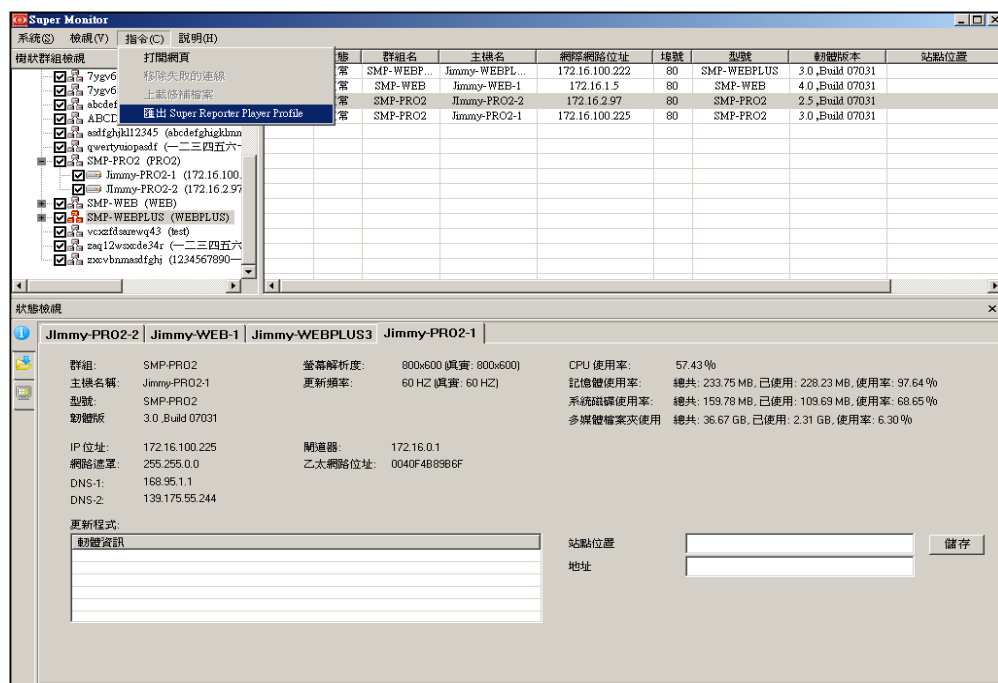 Super Monitor
系統(S) 檢視(V) 指令(C) 說明(H)
打開網頁
移除失敗的連線
上載修補檔案
匯出 Super Reporter Player Profile
樹狀群組檢視
7ygv6
7ygv6
abcdef
ABCD
asdfghjkl12345 (abcdefghigklmn
qwertyuiopasdf (一二三四五六
SMP-PRO2 (PRO2)
Jimmy-PRO2-1 (172.16.100.
JImmy-PRO2-2 (172.16.2.97
SMP-WEB (WEB)
SMP-WEBPLUS (WEBPLUS)
vcxzfdsarewq43 (test)
zaq12wsxcde34r (一二三四五六
zxcvbnmasdfghj (1234567890一
態 群組名 主機名 網際網路位址 埠號 型號 軔體版本 站點位置
常 SMP-WEBP... Jimmy-WEBPL... 172.16.100.222 80 SMP-WEBPLUS 3.0 ,Build 07031
常 SMP-WEB Jimmy-WEB-1 172.16.1.5 80 SMP-WEB 4.0 ,Build 07031
常 SMP-PRO2 JImmy-PRO2-2 172.16.2.97 80 SMP-PRO2 2.5 ,Build 07031
常 SMP-PRO2 Jimmy-PRO2-1 172.16.100.225 80 SMP-PRO2 3.0 ,Build 07031
狀態檢視
JImmy-PRO2-2 Jimmy-WEB-1 Jimmy-WEBPLUS3 Jimmy-PRO2-1
群組: SMP-PRO2 螢幕解析度: 800x600 (真實: 800x600) CPU 使用率: 57.43 %
主機名稱: Jimmy-PRO2-1 更新頻率: 60 HZ (真實: 60 HZ) 記憶體使用率: 總共: 233.75 MB, 已使用: 228.23 MB, 使用率: 97.64 %
型號: SMP-PRO2 系統磁碟使用率: 總共: 159.78 MB, 已使用: 109.69 MB, 使用率: 68.65 %
韌體版 3.0 ,Build 07031 多媒體檔案夾使用 總共: 36.67 GB, 已使用: 2.31 GB, 使用率: 6.30 %
IP 位址: 172.16.100.225 閘道器: 172.16.0.1
網路遮罩: 255.255.0.0 乙太網路位址: 0040F4B89B6F
DNS-1: 168.95.1.1
DNS-2: 139.175.55.244
更新程式:
軔體資訊
站點位置 儲存
地址